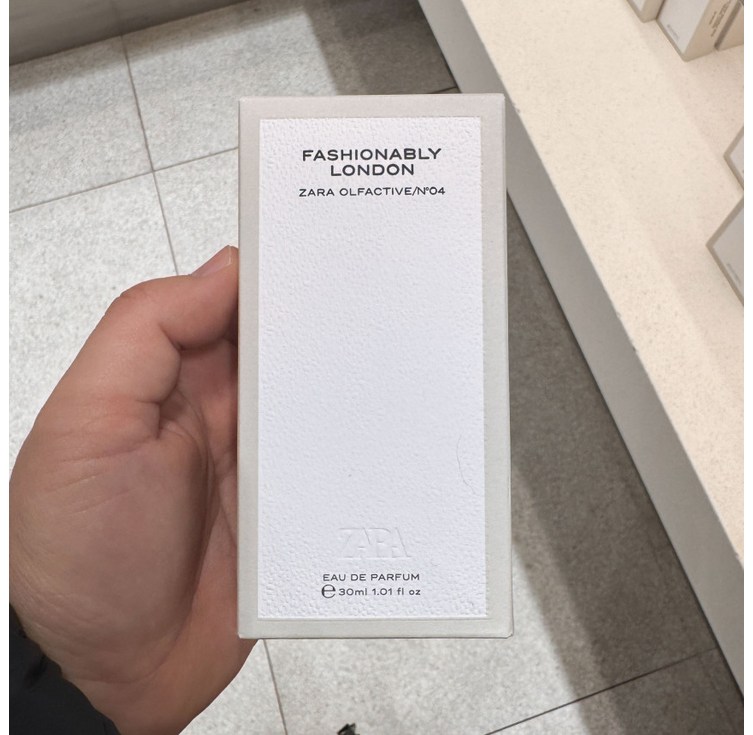 FASHIONABLY
LONDON
ZARA OLFACTIVE/Nº04
ZARA
EAU DE PARFUM
℮ 30ml 1.01 fl oz